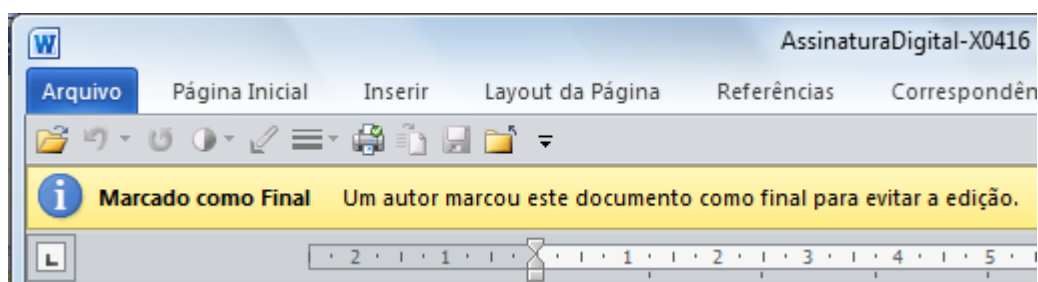 W AssinaturaDigital-X0416
Arquivo Página Inicial Inserir Layout da Página Referências Correspondên
i Marcado como Final Um autor marcou este documento como final para evitar a edição.
L 2 1 1 2 3 4 5